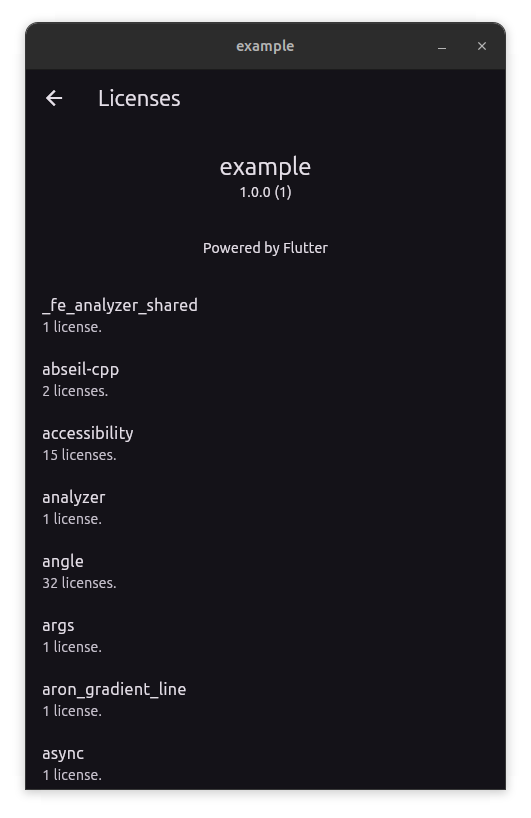 example
Licenses
example
1.0.0 (1)
Powered by Flutter
_fe_analyzer_shared
1 license.
abseil-cpp
2 licenses.
accessibility
15 licenses.
analyzer
1 license.
angle
32 licenses.
args
1 license.
aron_gradient_line
1 license.
async
1 license.